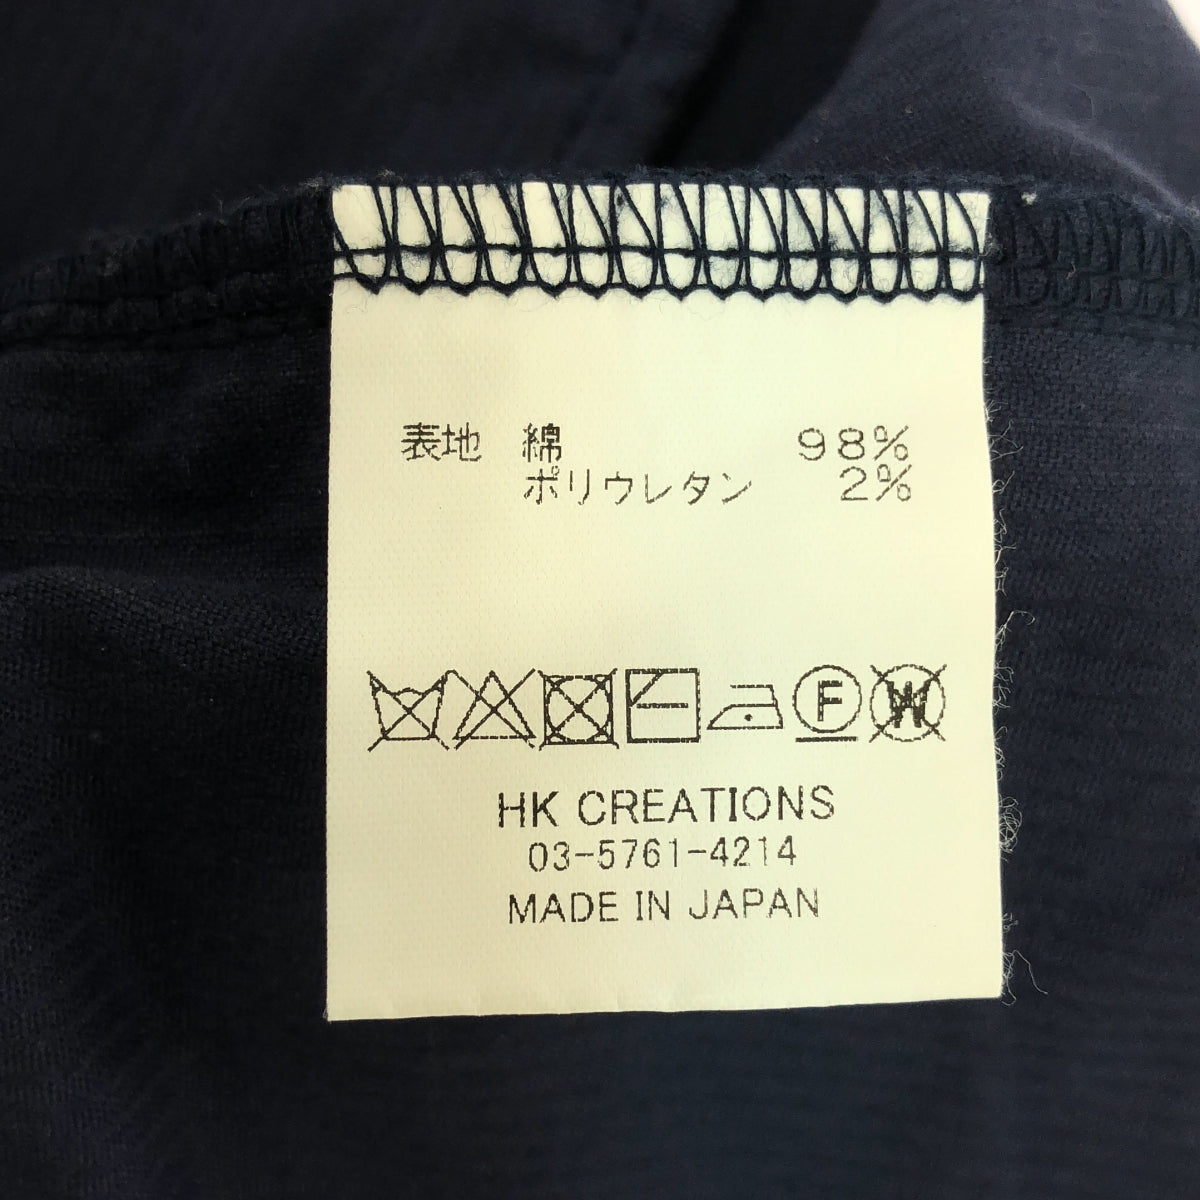 表地 綿 98%
ポリウレタン 2%
F W
HK CREATIONS
03-5761-4214
MADE IN JAPAN